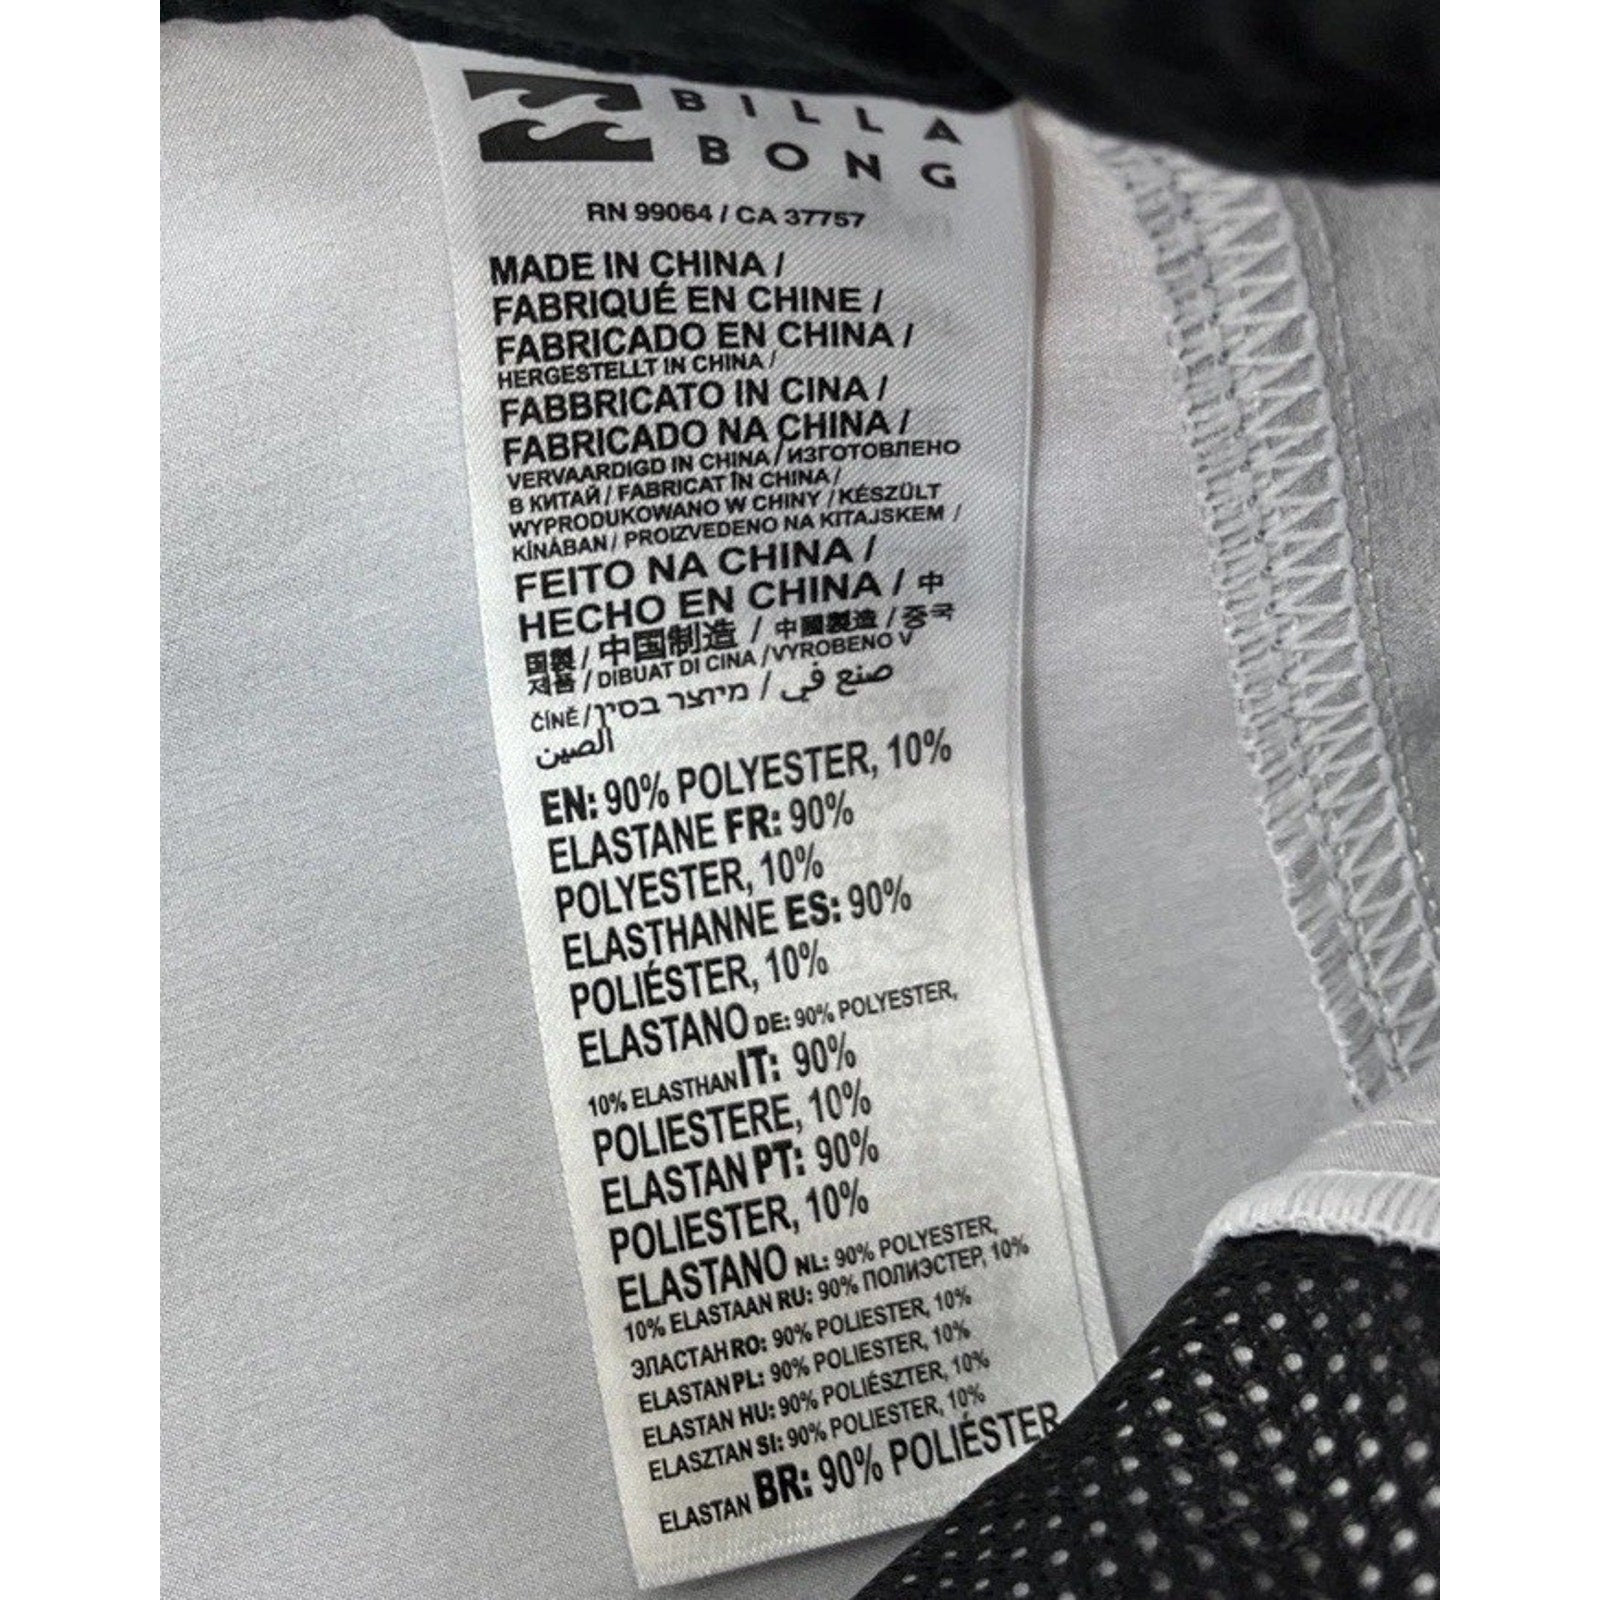 BILLA
BONG
RN 99064 / CA 37757
MADE IN CHINA /
FABRIQUÉ EN CHINE /
FABRICADO EN CHINA /
HERGESTELLT IN CHINA /
FABBRICATO IN CINA /
FABRICADO NA CHINA /
VERVAARDIGD IN CHINA / ИЗГОТОВЛЕНО
В КИТАЙ / FABRICAT ÎN CHINA /
WYPRODUKOWANO W CHINY / KÉSZÜLT
KÍNÁBAN / PROIZVEDENO NA KITAJSKEM /
FEITO NA CHINA /
HECHO EN CHINA / 中
国製 / 中国制造 / 中國製造 / 중국
제품 / DIBUAT DI CINA / VYROBENO V
ČÍNĚ / מיוצר בסין / صنع في
الصين
EN: 90% POLYESTER, 10%
ELASTANE FR: 90%
POLYESTER, 10%
ELASTHANNE ES: 90%
POLIÉSTER, 10%
ELASTANO DE: 90% POLYESTER,
10% ELASTHAN IT: 90%
POLIESTERE, 10%
ELASTAN PT: 90%
POLIESTER, 10%
ELASTANO NL: 90% POLYESTER,
10% ELASTAAN RU: 90% ПОЛИЭСТЕР, 10%
ЭЛАСТАН RO: 90% POLIESTER, 10%
ELASTAN PL: 90% POLIESTER, 10%
ELASTAN HU: 90% POLIÉSZTER, 10%
ELASZTAN SI: 90% POLIESTER, 10%
ELASTAN BR: 90% POLIÉSTER